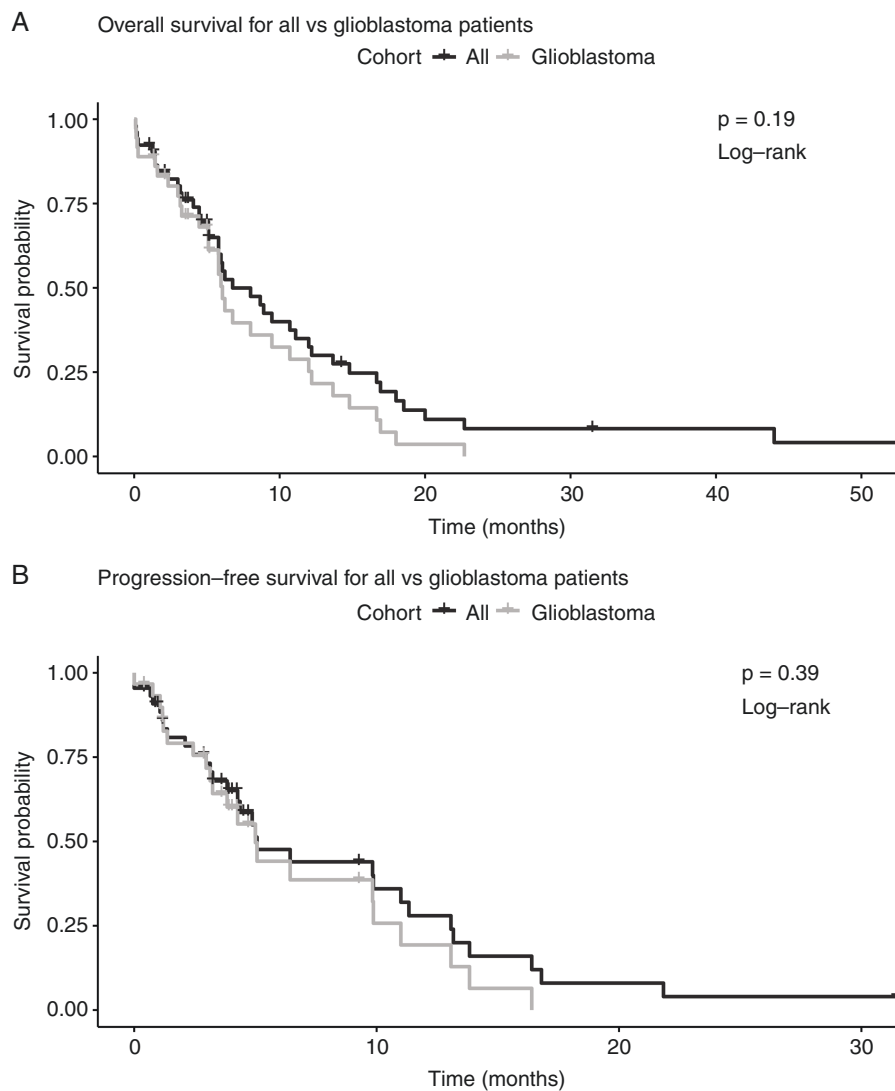 A
Overall survival for all vs glioblastoma patients
Cohort All Glioblastoma
p = 0.19
Log–rank
Survival probability
1.00
0.75
0.50
0.25
0.00
0 10 20 30 40 50
Time (months)
B
Progression–free survival for all vs glioblastoma patients
Cohort All Glioblastoma
p = 0.39
Log–rank
Survival probability
1.00
0.75
0.50
0.25
0.00
0 10 20 30
Time (months)